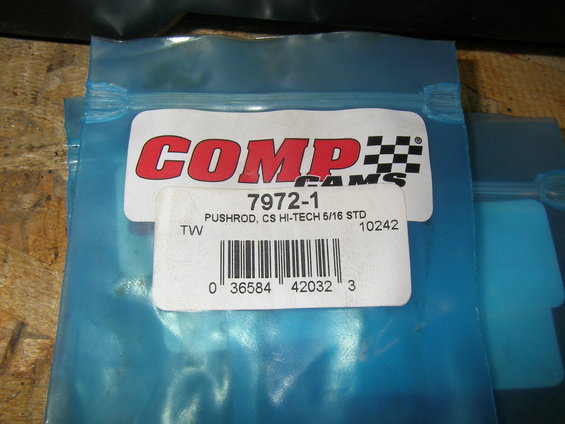 COMP
CAMS
®
7972-1
PUSHROD, CS HI-TECH 5/16 STD
TW 10242
0 36584 42032 3